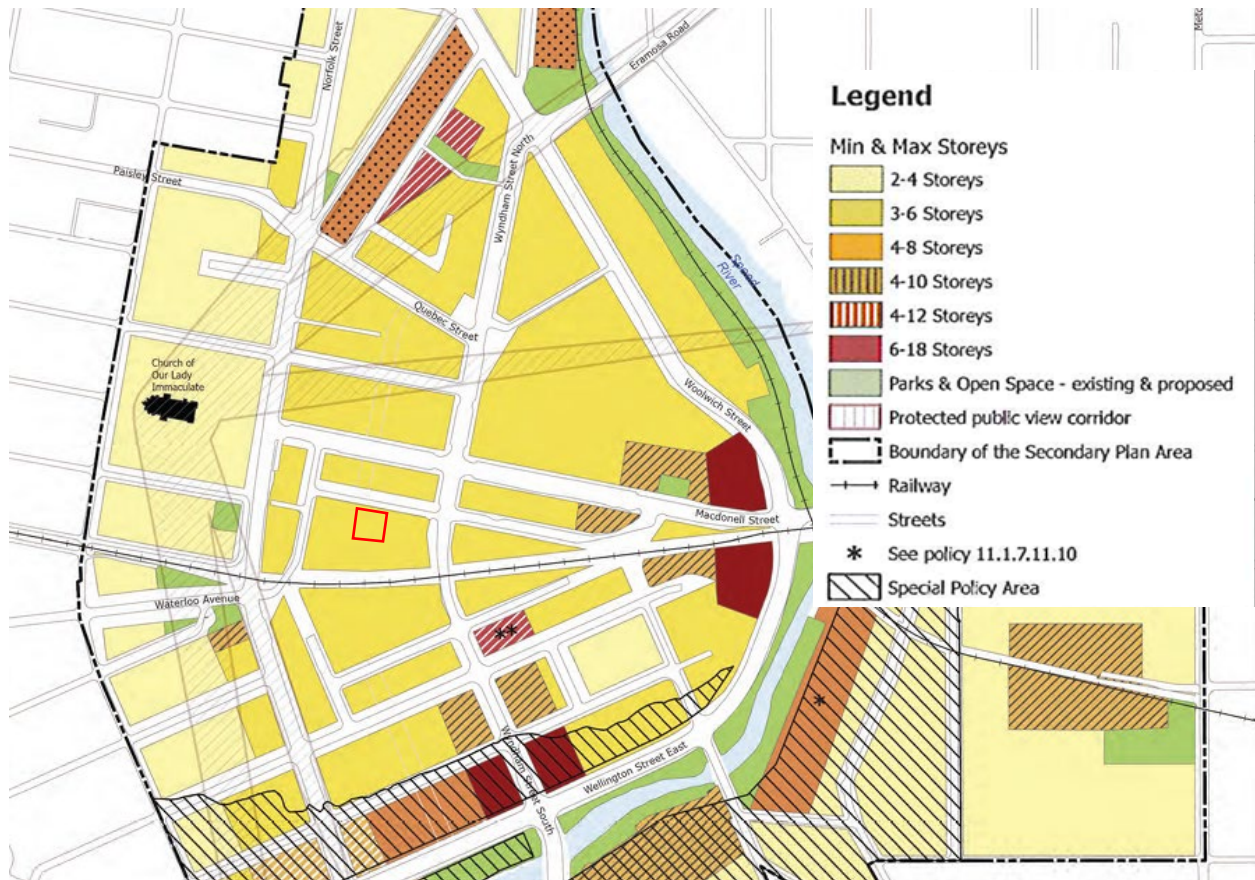 Norfolk Street
Eramosa Road
Metc
Paisley Street
Wyndham Street North
Speed
River
Quebec Street
Church of
Our Lady
Immaculate
Woolwich Street
Macdonell Street
Waterloo Avenue
**
*
Wyndham Street South
Wellington Street East
Legend
Min & Max Storeys
2-4 Storeys
3-6 Storeys
4-8 Storeys
4-10 Storeys
4-12 Storeys
6-18 Storeys
Parks & Open Space - existing & proposed
Protected public view corridor
Boundary of the Secondary Plan Area
Railway
Streets
* See policy 11.1.7.11.10
Special Policy Area